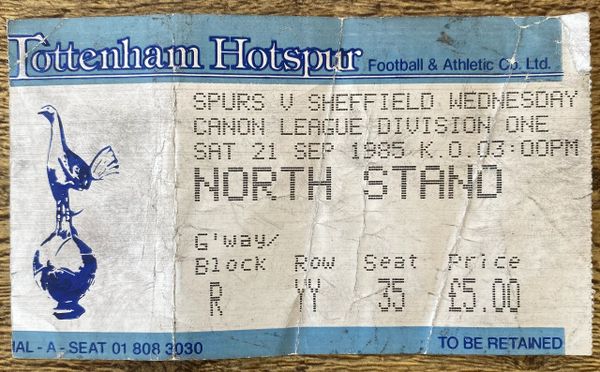 Tottenham Hotspur Football & Athletic Co. Ltd.
SPURS V SHEFFIELD WEDNESDAY
CANON LEAGUE DIVISION ONE
SAT 21 SEP 1985 K.O.03:00PM
NORTH STAND
G'way/
Block Row Seat Price
R YY 35 £5.00
IAL - A - SEAT 01 808 3030 TO BE RETAINED